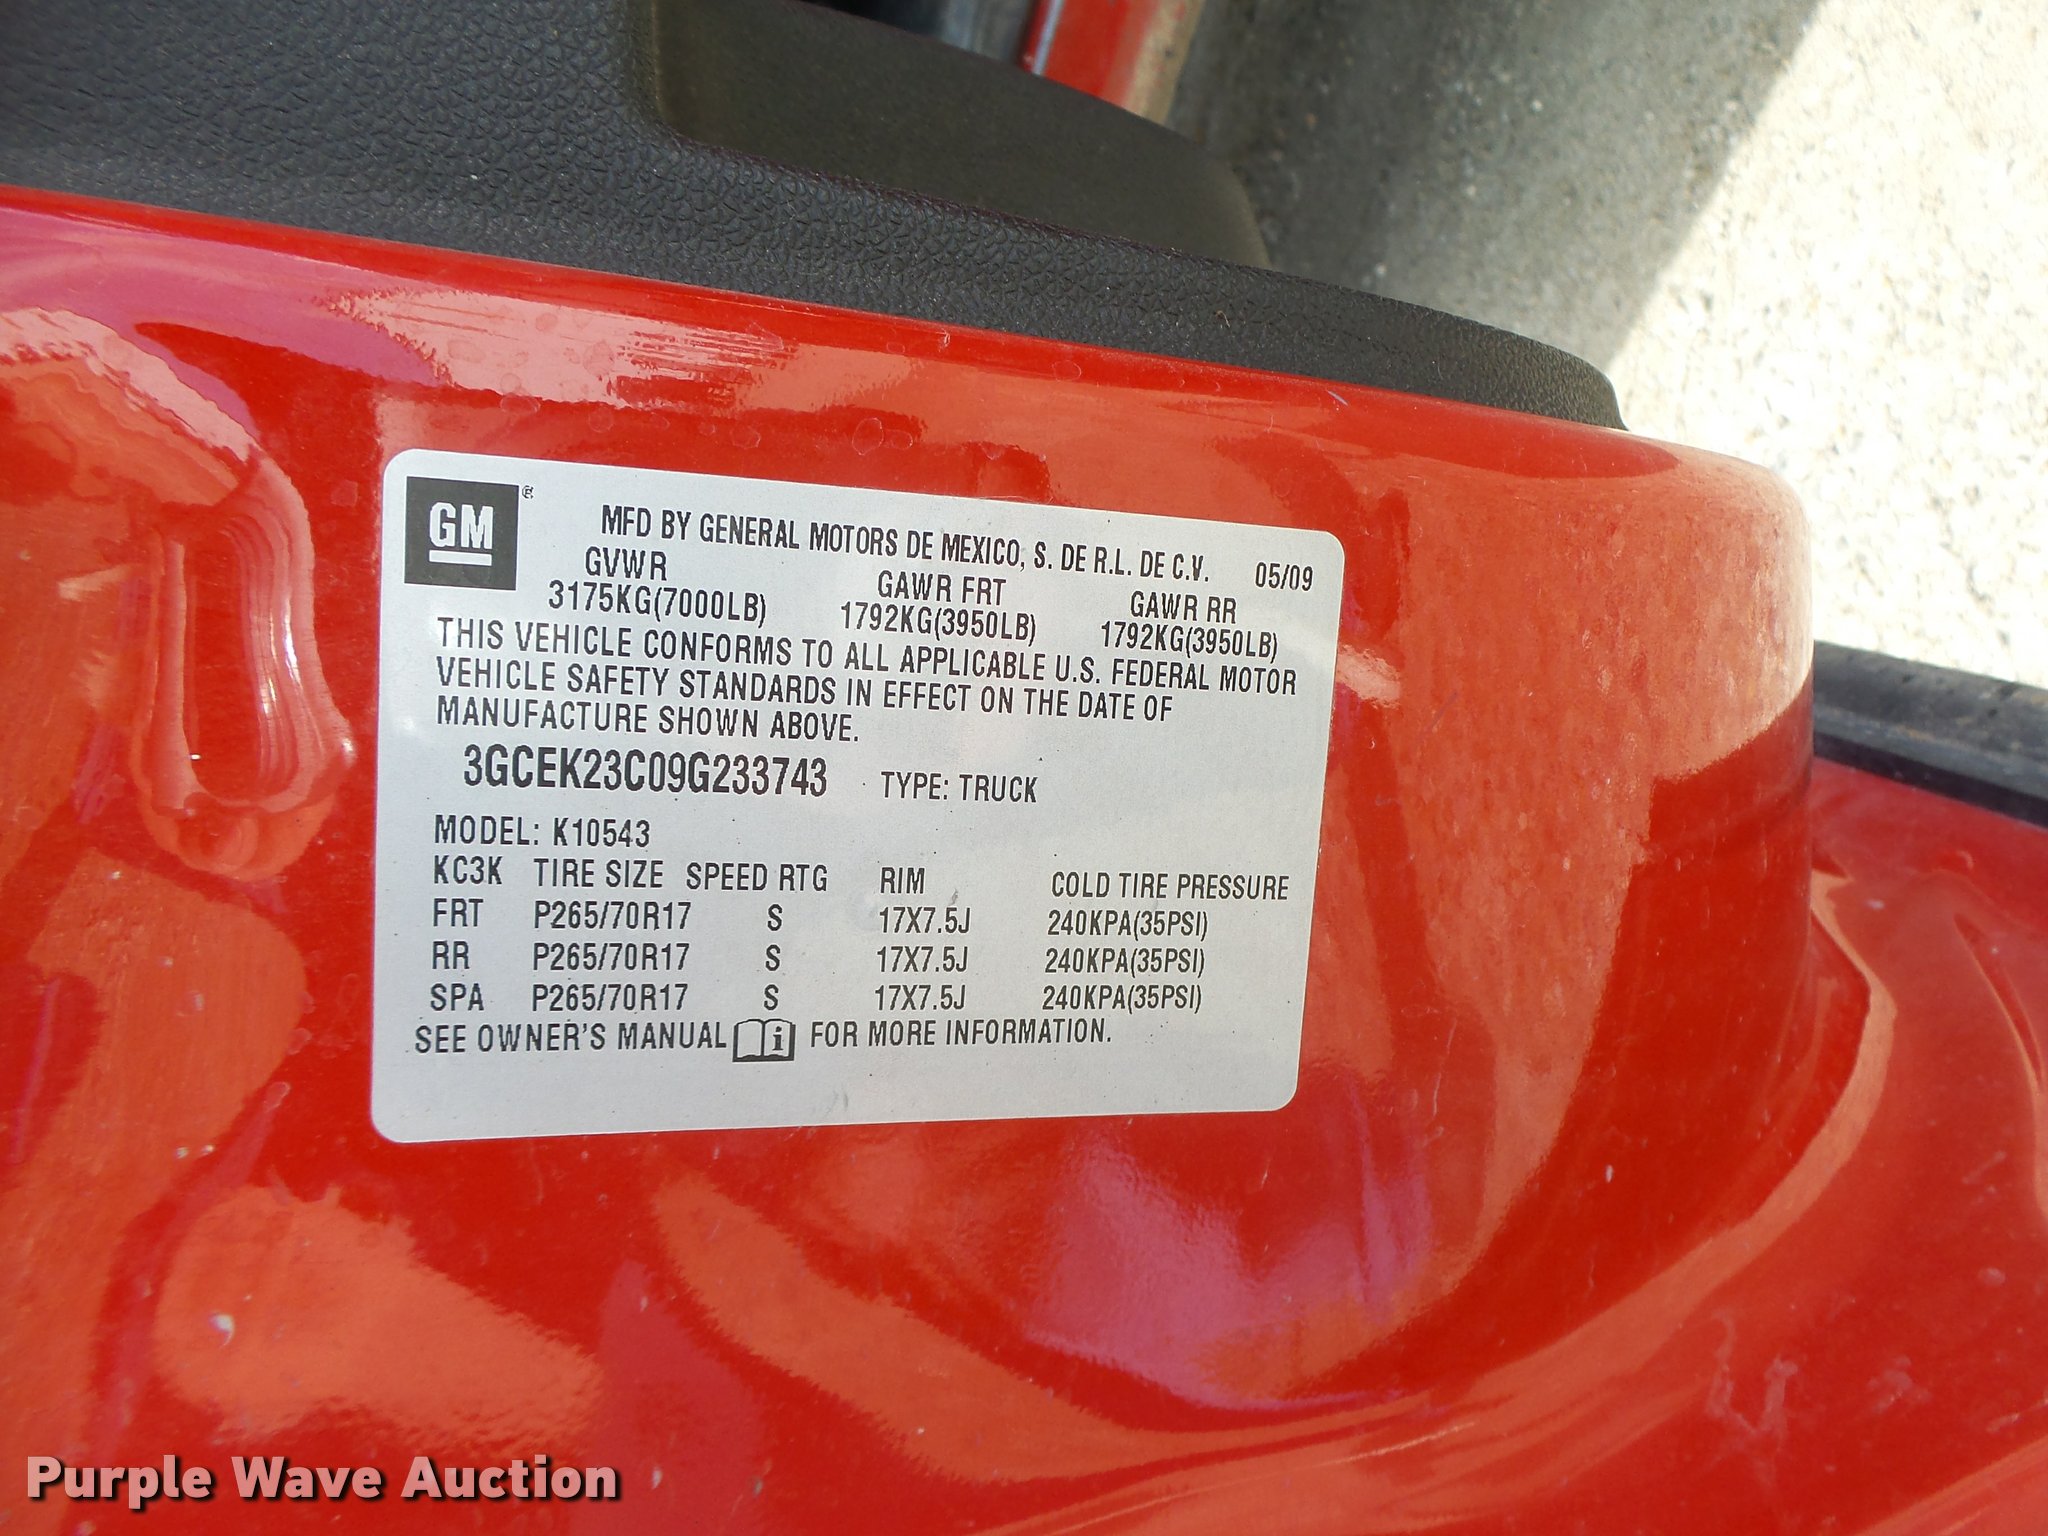 GM ®
MFD BY GENERAL MOTORS DE MEXICO, S. DE R.L. DE C.V. 05/09
GVWR GAWR FRT GAWR RR
3175KG(7000LB) 1792KG(3950LB) 1792KG(3950LB)
THIS VEHICLE CONFORMS TO ALL APPLICABLE U.S. FEDERAL MOTOR
VEHICLE SAFETY STANDARDS IN EFFECT ON THE DATE OF
MANUFACTURE SHOWN ABOVE.
3GCEK23C09G233743 TYPE: TRUCK
MODEL: K10543
KC3K TIRE SIZE SPEED RTG RIM COLD TIRE PRESSURE
FRT P265/70R17 S 17X7.5J 240KPA(35PSI)
RR P265/70R17 S 17X7.5J 240KPA(35PSI)
SPA P265/70R17 S 17X7.5J 240KPA(35PSI)
SEE OWNER'S MANUAL i FOR MORE INFORMATION.
Purple Wave Auction